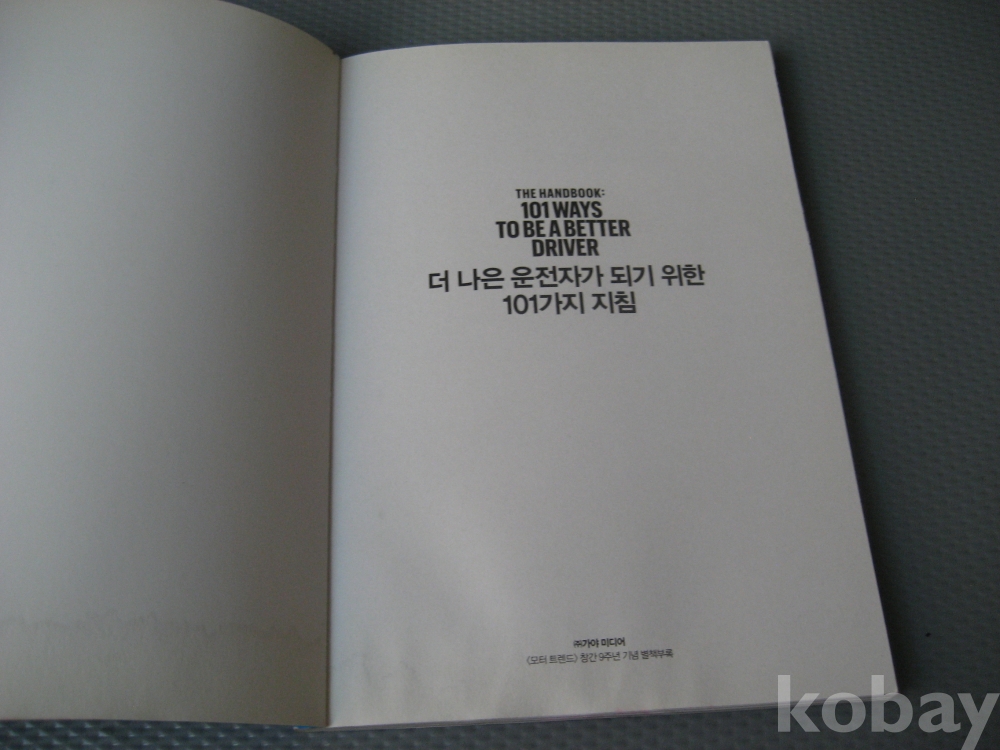 THE HANDBOOK:
101 WAYS
TO BE A BETTER
DRIVER
더 나은 운전자가 되기 위한
101가지 지침
㈜가야 미디어
〈모터 트렌드〉 창간 9주년 기념 별책부록
kobay